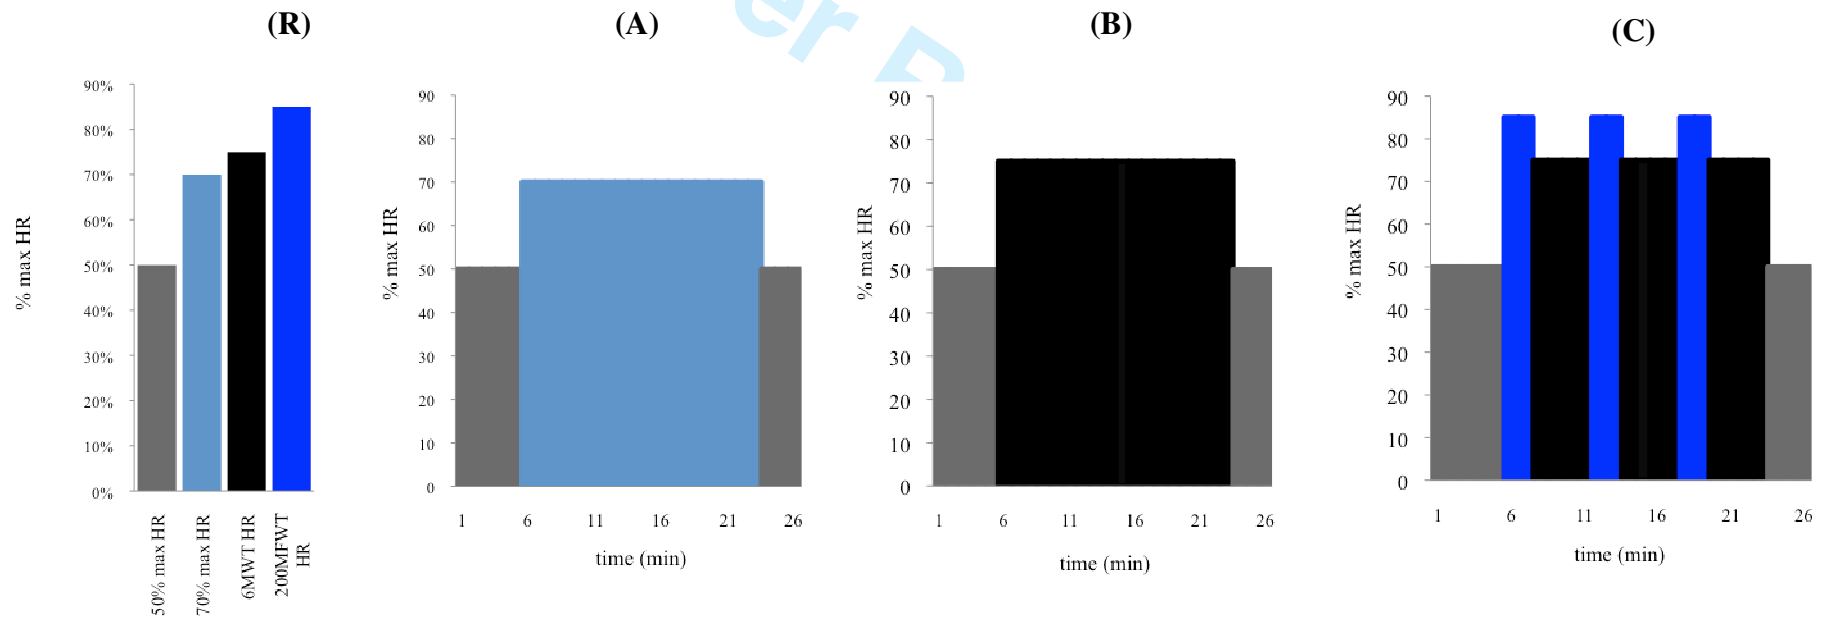 er P
(R)
(A)
(B)
(C)
% max HR
90%
80%
70%
60%
50%
40%
30%
20%
10%
0%
50% max HR
70% max HR
6MWT HR
200MFWT
HR
% max HR
90
80
70
60
50
40
30
20
10
0
1 6 11 16 21 26
time (min)
% max HR
90
80
70
60
50
40
30
20
10
0
1 6 11 16 21 26
time (min)
% max HR
90
80
70
60
50
40
30
20
10
0
1 6 11 16 21 26
time (min)